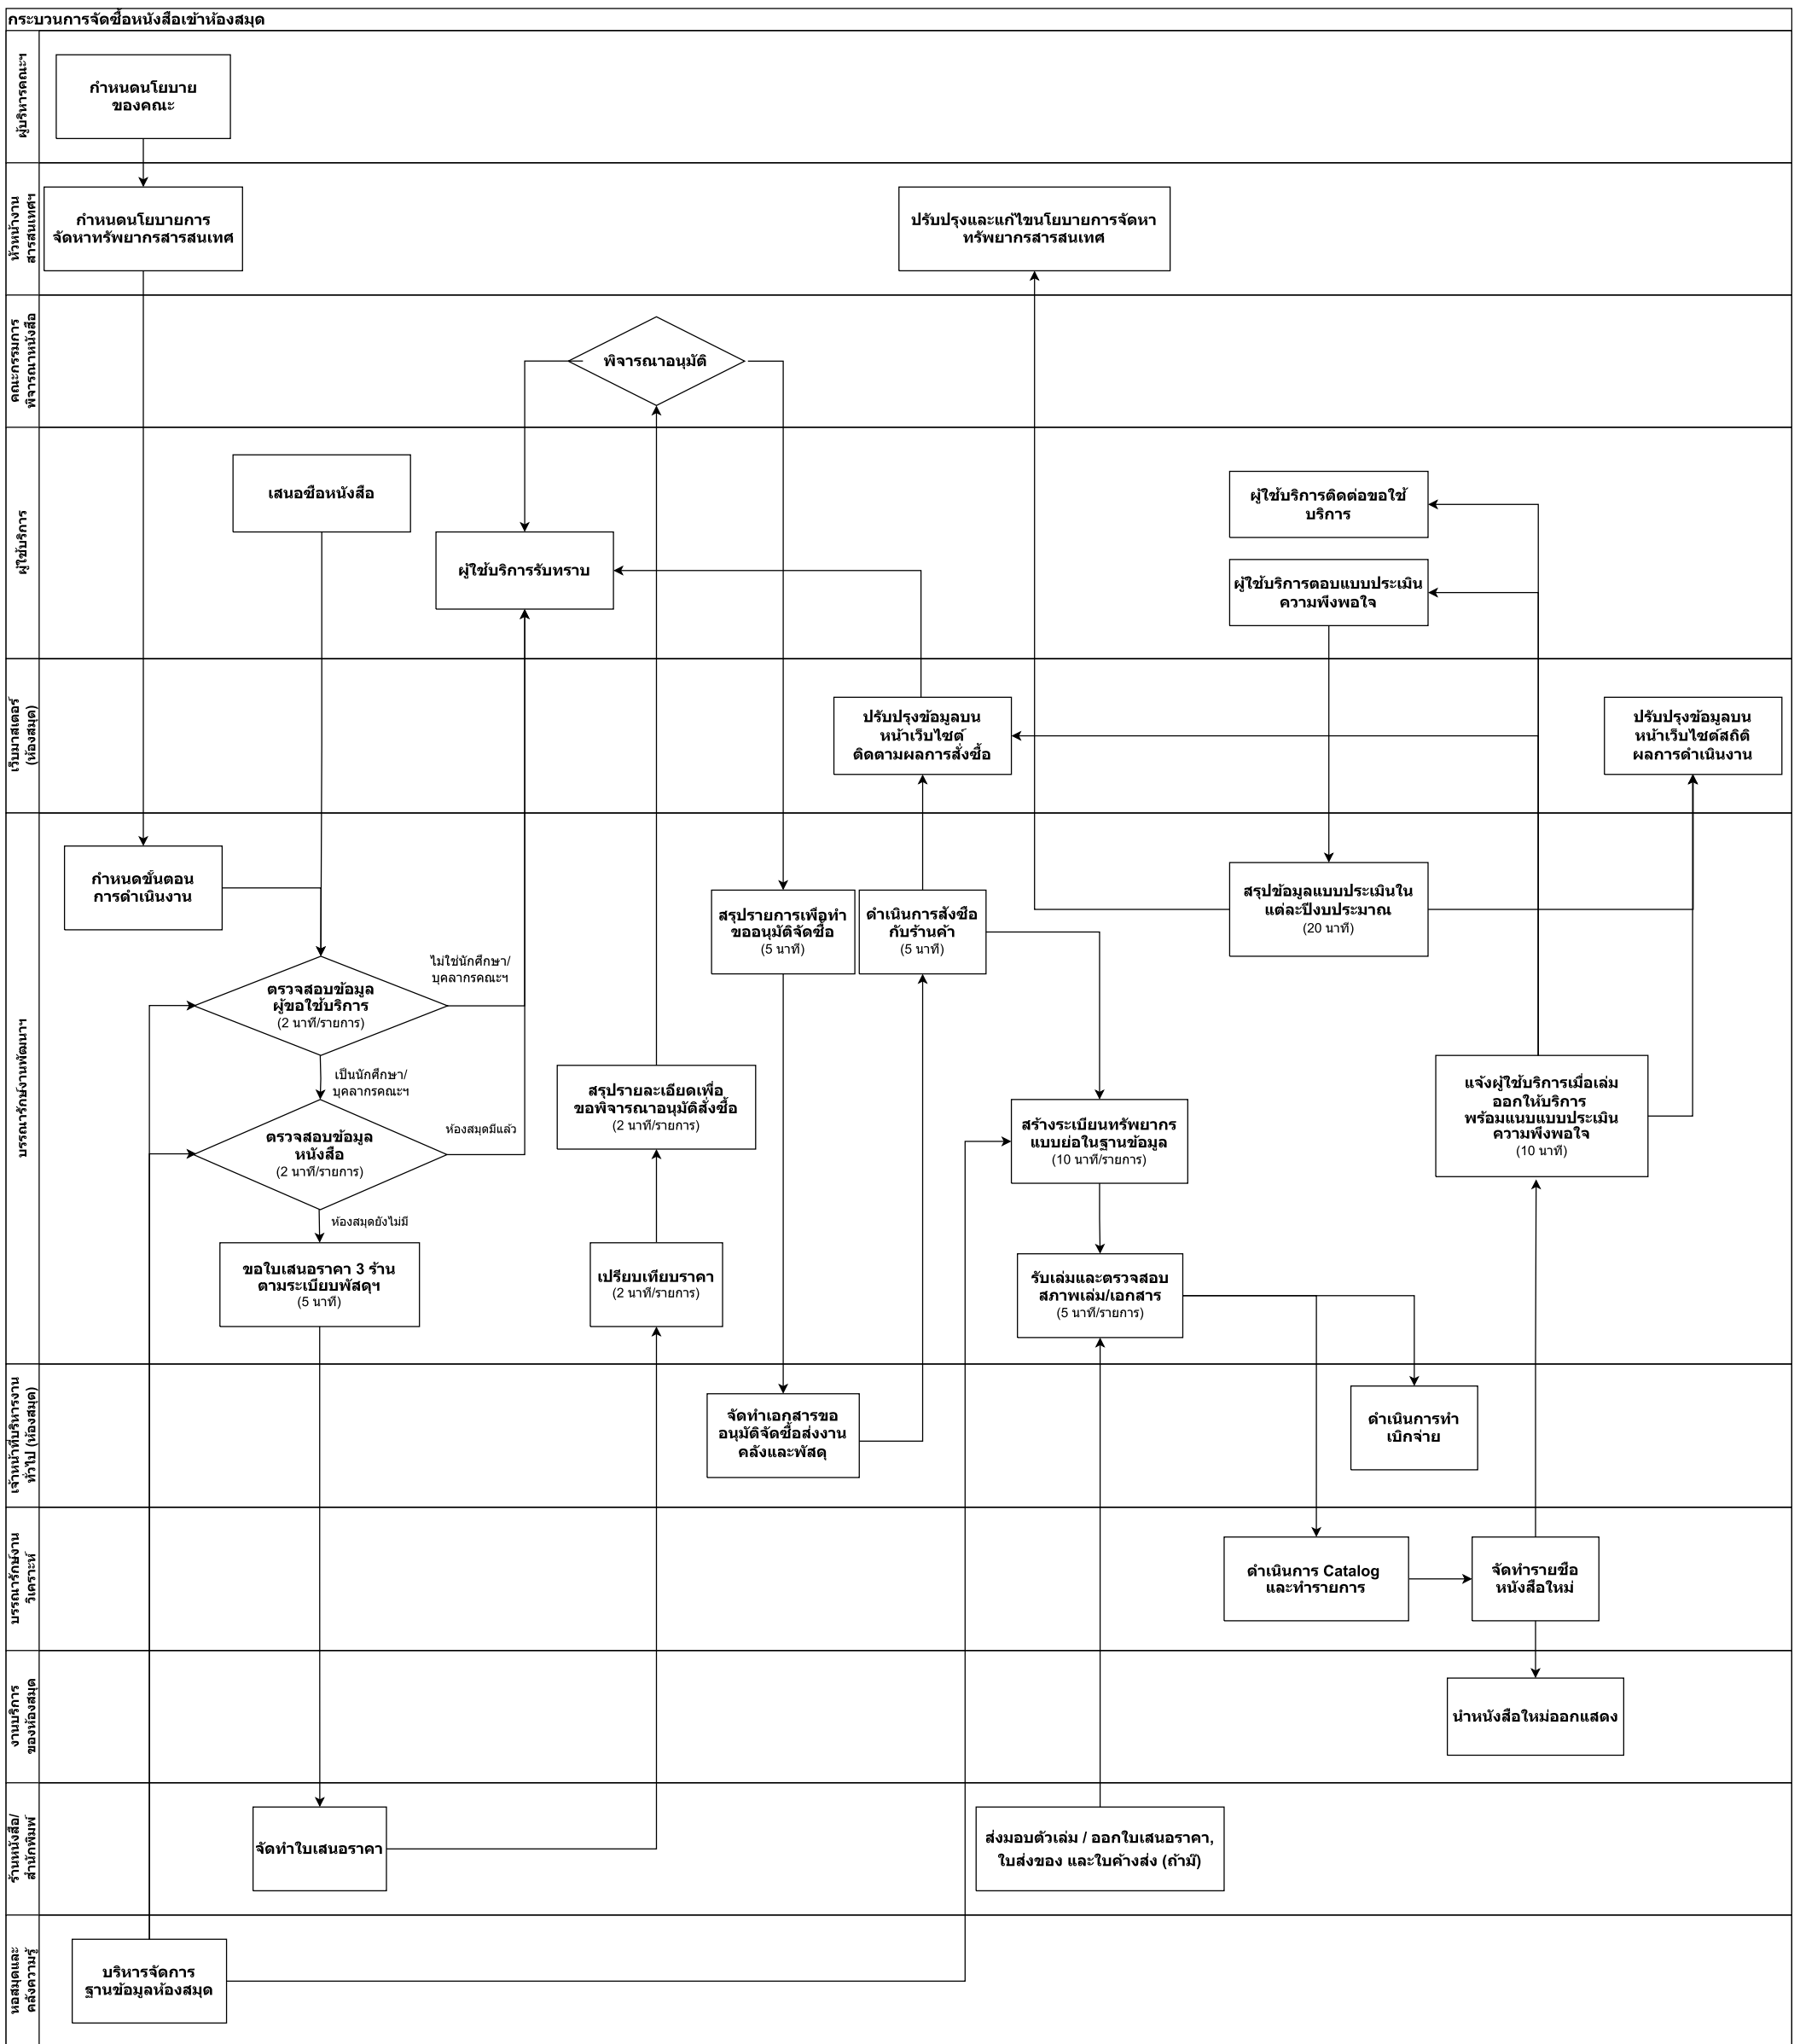 กระบวนการจัดซื้อหนังสือเข้าห้องสมุด
ผู้บริหารคณะฯ
กำหนดนโยบาย
ของคณะ
หัวหน้างาน
สารสนเทศฯ
กำหนดนโยบายการ
จัดหาทรัพยากรสารสนเทศ
ปรับปรุงและแก้ไขนโยบายการจัดหา
ทรัพยากรสารสนเทศ
คณะกรรมการ
พิจารณาหนังสือ
พิจารณาอนุมัติ
ผู้ใช้บริการ
เสนอซื้อหนังสือ
ผู้ใช้บริการรับทราบ
ผู้ใช้บริการติดต่อขอใช้
บริการ
ผู้ใช้บริการตอบแบบประเมิน
ความพึงพอใจ
เว็บมาสเตอร์
(ห้องสมุด)
ปรับปรุงข้อมูลบน
หน้าเว็บไซต์
ติดตามผลการสั่งซื้อ
ปรับปรุงข้อมูลบน
หน้าเว็บไซต์สถิติ
ผลการดำเนินงาน
บรรณารักษ์งานพัฒนาฯ
กำหนดขั้นตอน
การดำเนินงาน
ตรวจสอบข้อมูล
ผู้ขอใช้บริการ
(2 นาที/รายการ)
ไม่ใช่นักศึกษา/
บุคลากรคณะฯ
เป็นนักศึกษา/
บุคลากรคณะฯ
ตรวจสอบข้อมูล
หนังสือ
(2 นาที/รายการ)
ห้องสมุดมีแล้ว
ห้องสมุดยังไม่มี
ขอใบเสนอราคา 3 ร้าน
ตามระเบียบพัสดุฯ
(5 นาที)
สรุปรายละเอียดเพื่อ
ขอพิจารณาอนุมัติสั่งซื้อ
(2 นาที/รายการ)
เปรียบเทียบราคา
(2 นาที/รายการ)
สรุปรายการเพื่อทำ
ขออนุมัติจัดซื้อ
(5 นาที)
ดำเนินการสั่งซื้อ
กับร้านค้า
(5 นาที)
สร้างระเบียนทรัพยากร
แบบย่อในฐานข้อมูล
(10 นาที/รายการ)
รับเล่มและตรวจสอบ
สภาพเล่ม/เอกสาร
(5 นาที/รายการ)
สรุปข้อมูลแบบประเมินใน
แต่ละปีงบประมาณ
(20 นาที)
แจ้งผู้ใช้บริการเมื่อเล่ม
ออกให้บริการ
พร้อมแนบแบบประเมิน
ความพึงพอใจ
(10 นาที)
เจ้าหน้าที่บริหารงาน
ทั่วไป (ห้องสมุด)
จัดทำเอกสารขอ
อนุมัติจัดซื้อส่งงาน
คลังและพัสดุ
ดำเนินการทำ
เบิกจ่าย
บรรณารักษ์งาน
วิเคราะห์
ดำเนินการ Catalog
และทำรายการ
จัดทำรายชื่อ
หนังสือใหม่
งานบริการ
ของห้องสมุด
นำหนังสือใหม่ออกแสดง
ร้านหนังสือ/
สำนักพิมพ์
จัดทำใบเสนอราคา
ส่งมอบตัวเล่ม / ออกใบเสนอราคา,
ใบส่งของ และใบค้างส่ง (ถ้ามี)
หอสมุดและ
คลังความรู้
บริหารจัดการ
ฐานข้อมูลห้องสมุด